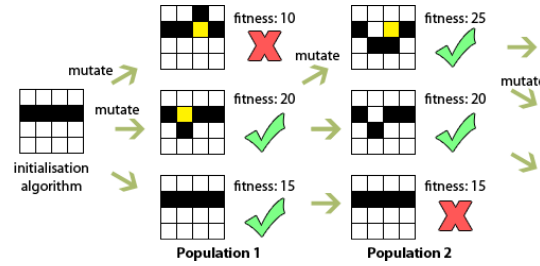 fitness: 10
fitness: 25
mutate
mutate
mutate
mutate
fitness: 20
fitness: 20
initialisation
algorithm
fitness: 15
fitness: 15
Population 1
Population 2